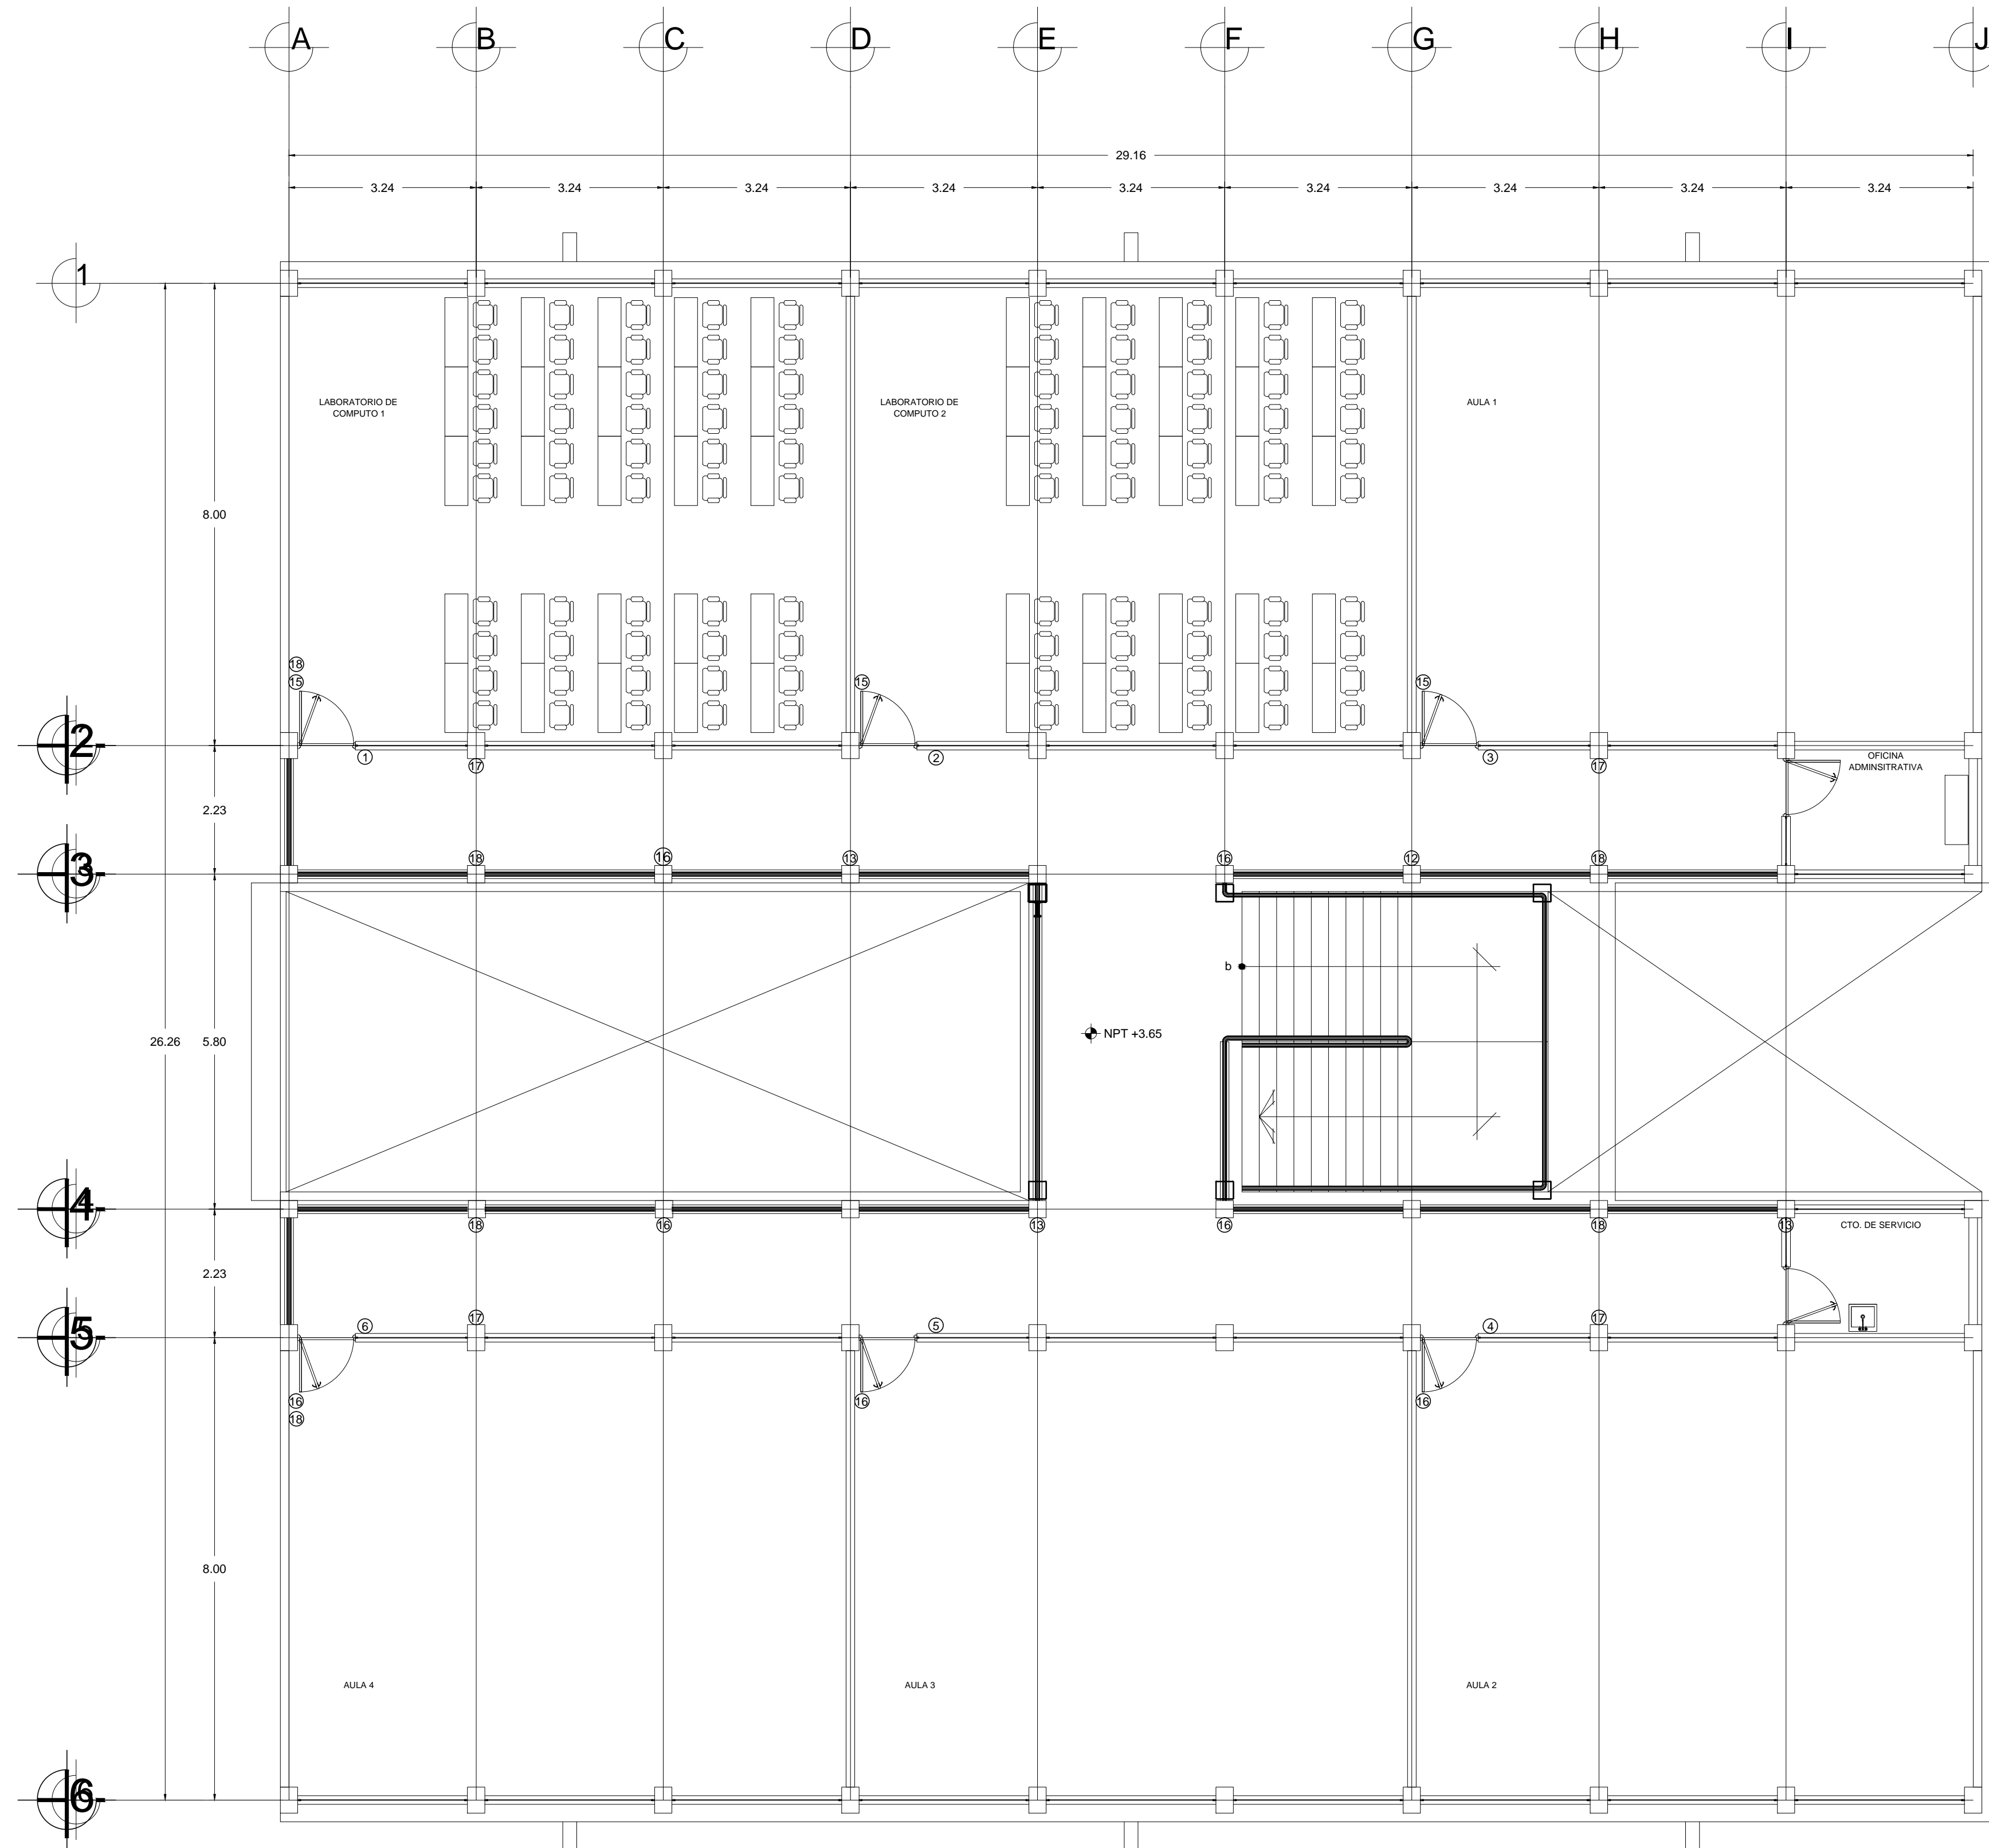 A B C D E F G H I J
29.16
3.24 3.24 3.24 3.24 3.24 3.24 3.24 3.24 3.24
1
LABORATORIO DE
COMPUTO 1
LABORATORIO DE
COMPUTO 2
AULA 1
8.00
18
15 15 15
2
1 17 2 3 17
OFICINA
ADMINSITRATIVA
2.23
3
18 16 13 16 12 18
b
NPT +3.65
26.26 5.80
4
18 16 13 16 18 13
CTO. DE SERVICIO
2.23
5
6 17 5 4 17
16 16 16
18
8.00
AULA 4 AULA 3 AULA 2
6